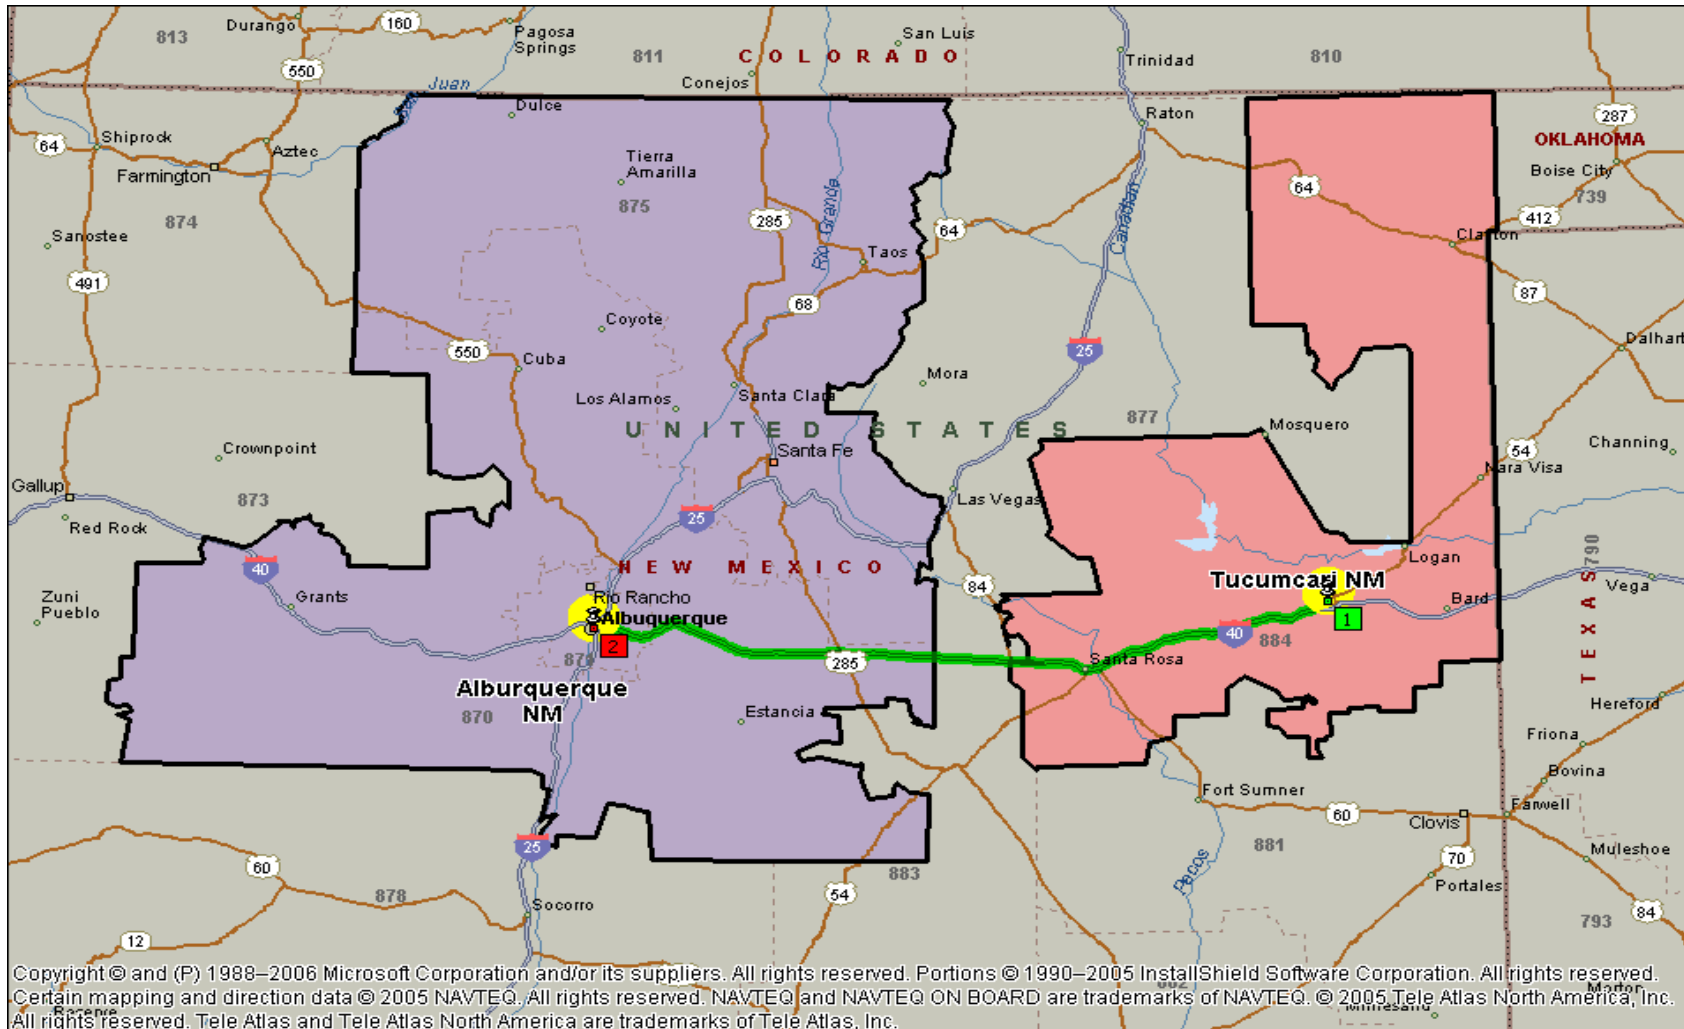 Durango
160
Pagosa
Springs
San Luis
813
811
COLORADO
Trinidad
810
550
Conejos
Juan
Dulce
Raton
287
64
Shiprock
Aztec
OKLAHOMA
Farmington
Tierra
Amarilla
Boise City
64
739
875
874
285
Rio Grande
Canadian
412
Sanostee
64
Clayton
Taos
491
87
68
Coyote
550
25
Dalhart
Cuba
Mora
Los Alamos
Santa Clara
877
UNITED STATES
Mosquero
Crownpoint
Santa Fe
54
Channing
Gallup
873
Nara Visa
Las Vegas
Red Rock
25
40
NEW MEXICO
Logan
790
84
Tucumcari NM
Vega
Zuni
Pueblo
Grants
Rio Rancho
Bard
Albuquerque
1
2
40
884
TEXAS
285
Santa Rosa
Alburquerque
NM
870
Estancia
Hereford
Friona
Bovina
Fort Sumner
60
Clovis
Farwell
25
881
Muleshoe
60
883
70
Pecos
Portales
878
54
Socorro
84
793
12
Copyright © and (P) 1988–2006 Microsoft Corporation and/or its suppliers. All rights reserved. Portions © 1990–2005 InstallShield Software Corporation. All rights reserved.
Certain mapping and direction data © 2005 NAVTEQ. All rights reserved. NAVTEQ and NAVTEQ ON BOARD are trademarks of NAVTEQ. © 2005 Tele Atlas North America, Inc.
All rights reserved. Tele Atlas and Tele Atlas North America are trademarks of Tele Atlas, Inc.